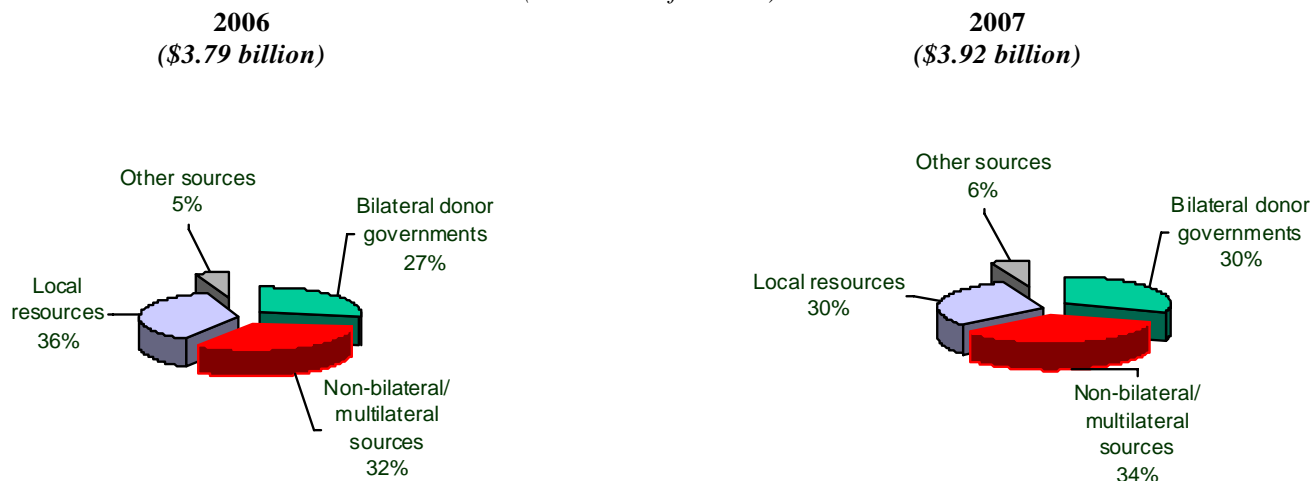 2006
($3.79 billion)
Other sources
5%
Bilateral donor
governments
27%
Local
resources
36%
Non-bilateral/
multilateral
sources
32%
2007
($3.92 billion)
Other sources
6%
Bilateral donor
governments
30%
Local resources
30%
Non-bilateral/
multilateral
sources
34%